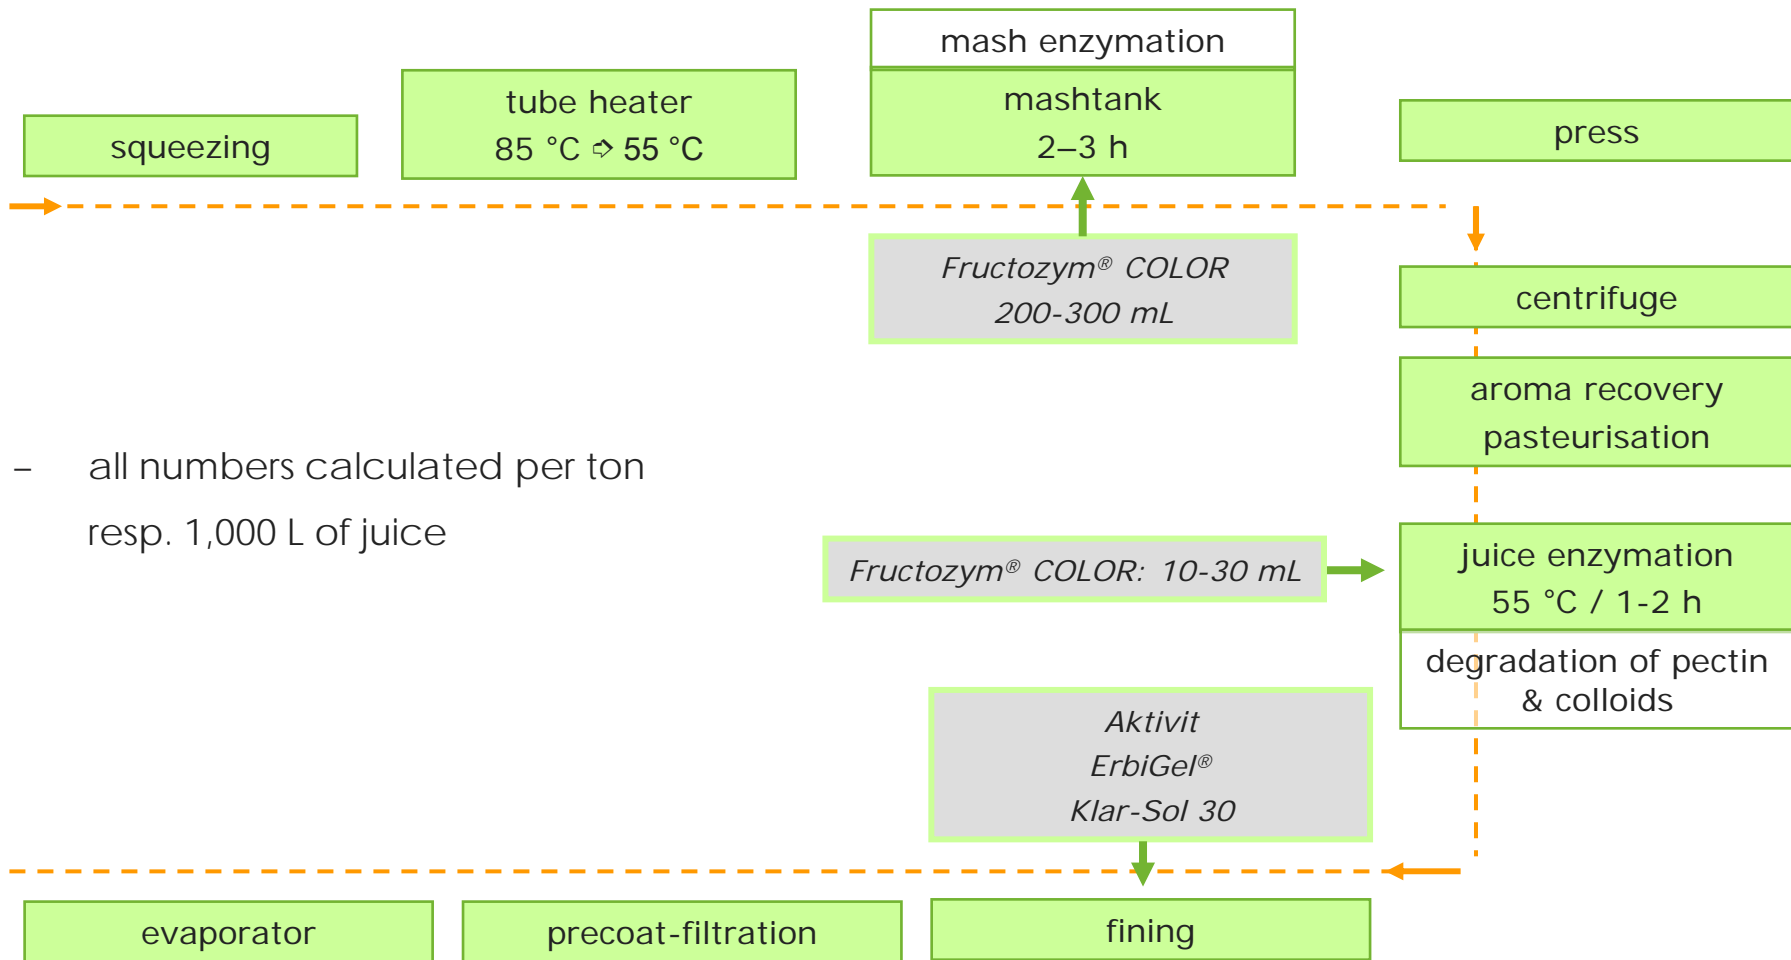 squeezing
tube heater
85 °C ➩ 55 °C
mash enzymation
mashtank
2–3 h
press
Fructozym® COLOR
200-300 mL
centrifuge
aroma recovery
pasteurisation
– all numbers calculated per ton
resp. 1,000 L of juice
Fructozym® COLOR: 10-30 mL
juice enzymation
55 °C / 1-2 h
degradation of pectin
& colloids
Aktivit
ErbiGel®
Klar-Sol 30
fining
precoat-filtration
evaporator